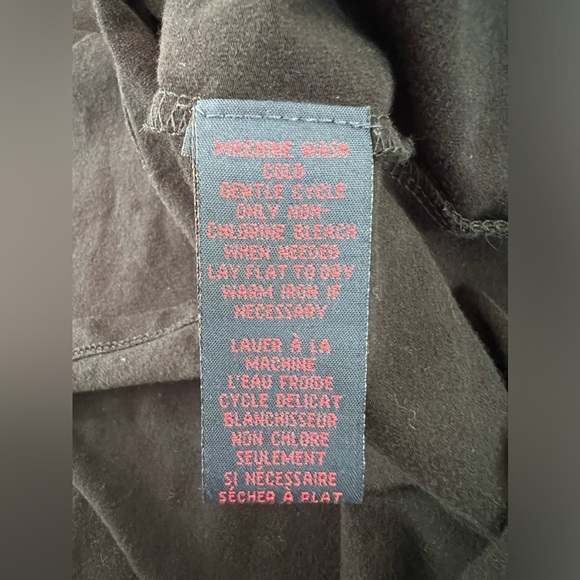 MACHINE WASH
COLD
GENTLE CYCLE
ONLY NON-
CHLORINE BLEACH
WHEN NEEDED
LAY FLAT TO DRY
WARM IRON IF
NECESSARY
LAVER À LA
MACHINE
L'EAU FROIDE
CYCLE DELICAT
BLANCHISSEUR
NON CHLORE
SEULEMENT
SI NÉCESSAIRE
SÉCHER À PLAT